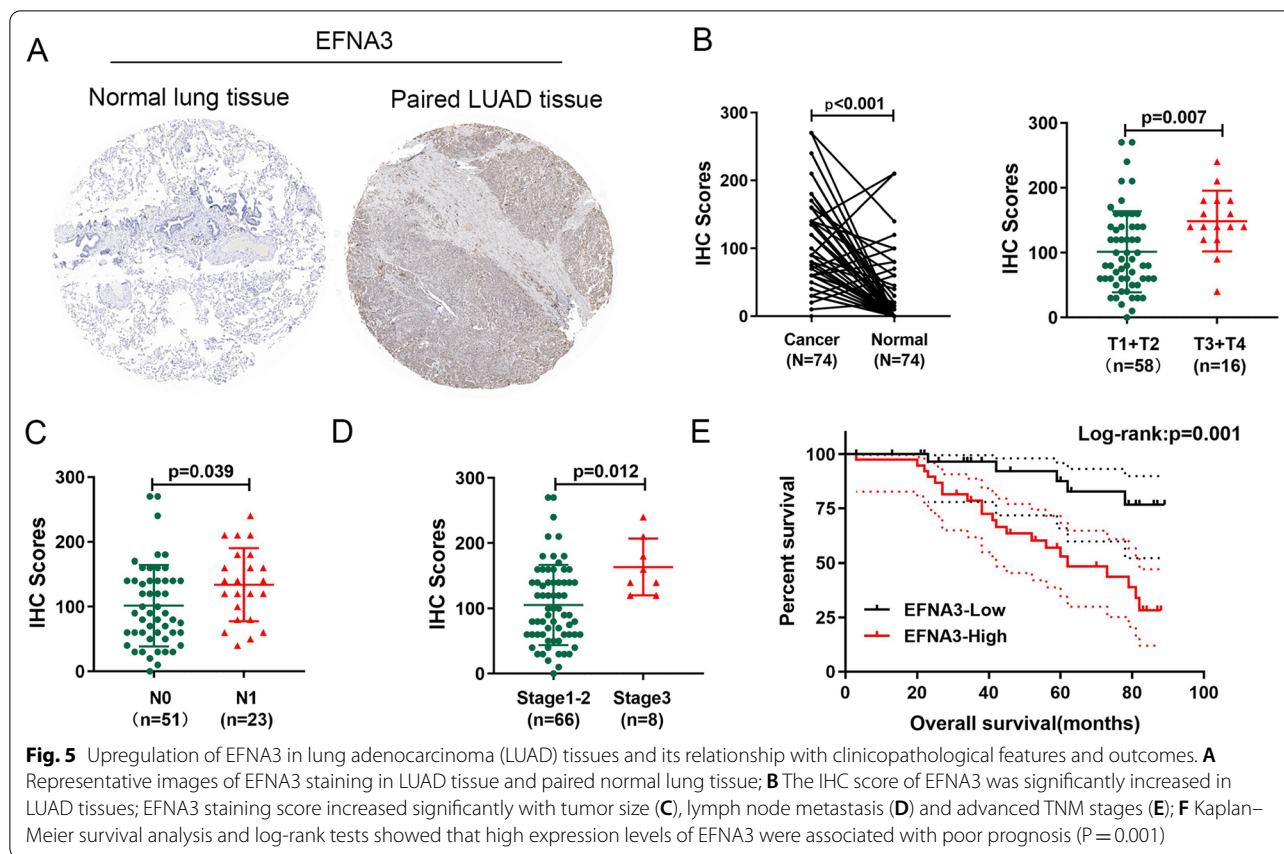 A
EFNA3
Normal lung tissue
Paired LUAD tissue
B
p<0.001
IHC Scores
300
200
100
0
Cancer
(N=74)
Normal
(N=74)
p=0.007
IHC Scores
300
200
100
0
T1+T2
(n=58)
T3+T4
(n=16)
C
p=0.039
IHC Scores
300
200
100
0
N0
(n=51)
N1
(n=23)
D
p=0.012
IHC Scores
300
200
100
0
Stage1-2
(n=66)
Stage3
(n=8)
E
Log-rank:p=0.001
Percent survival
100
75
50
25
0
EFNA3-Low
EFNA3-High
0 20 40 60 80 100
Overall survival(months)
Fig. 5 Upregulation of EFNA3 in lung adenocarcinoma (LUAD) tissues and its relationship with clinicopathological features and outcomes. A
Representative images of EFNA3 staining in LUAD tissue and paired normal lung tissue; B The IHC score of EFNA3 was significantly increased in
LUAD tissues; EFNA3 staining score increased significantly with tumor size (C), lymph node metastasis (D) and advanced TNM stages (E); F Kaplan–
Meier survival analysis and log-rank tests showed that high expression levels of EFNA3 were associated with poor prognosis (P = 0.001)